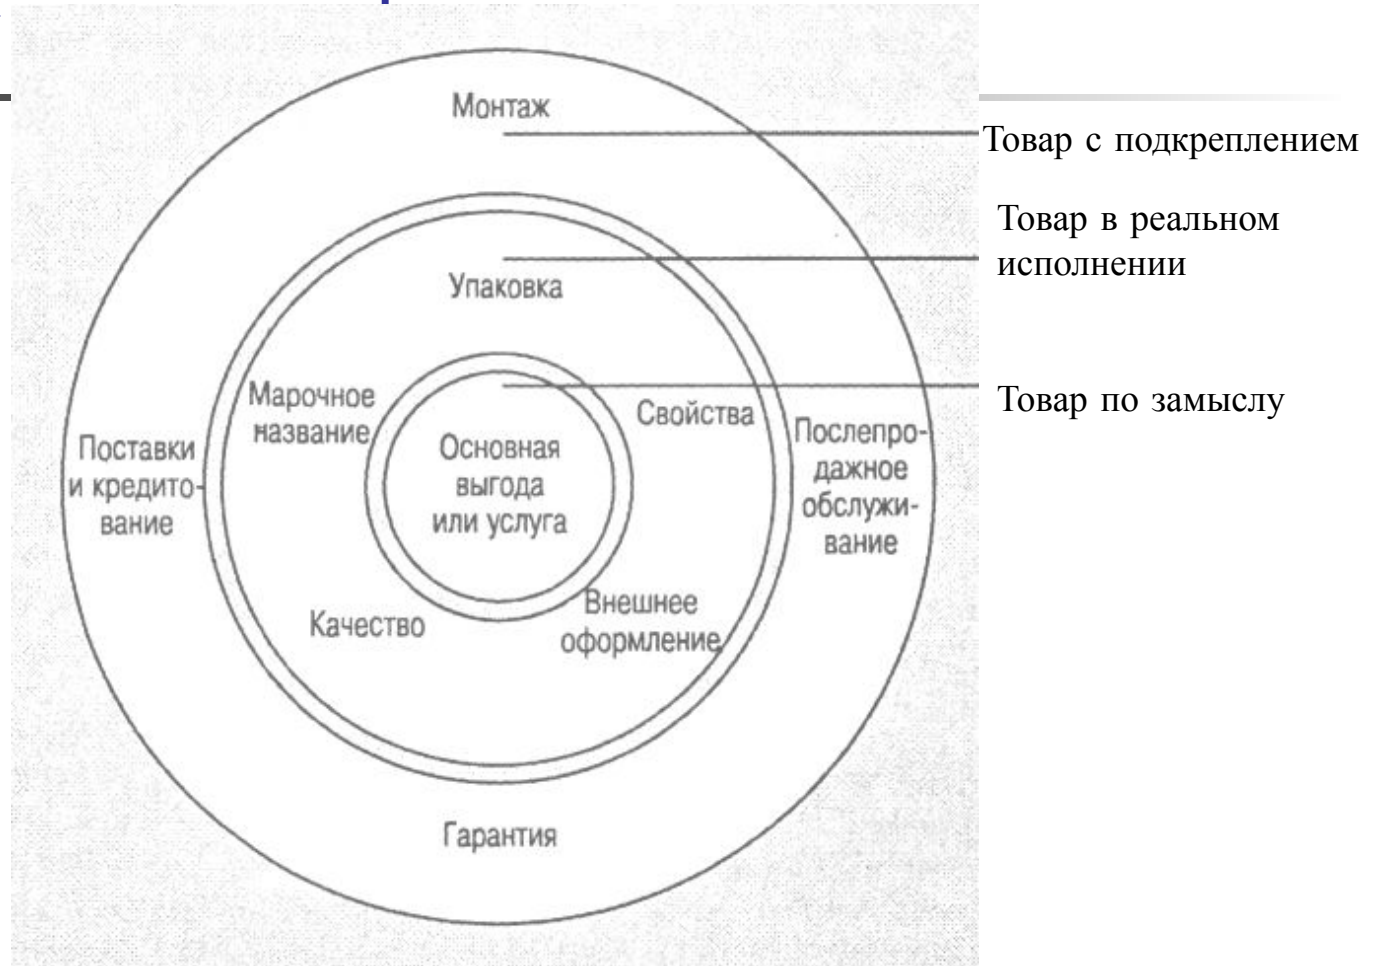 Монтаж
Товар с подкреплением
Товар в реальном
исполнении
Упаковка
Марочное
название
Свойства
Товар по замыслу
Поставки
и кредито-
вание
Основная
выгода
или услуга
Послепро-
дажное
обслужи-
вание
Качество
Внешнее
оформление
Гарантия